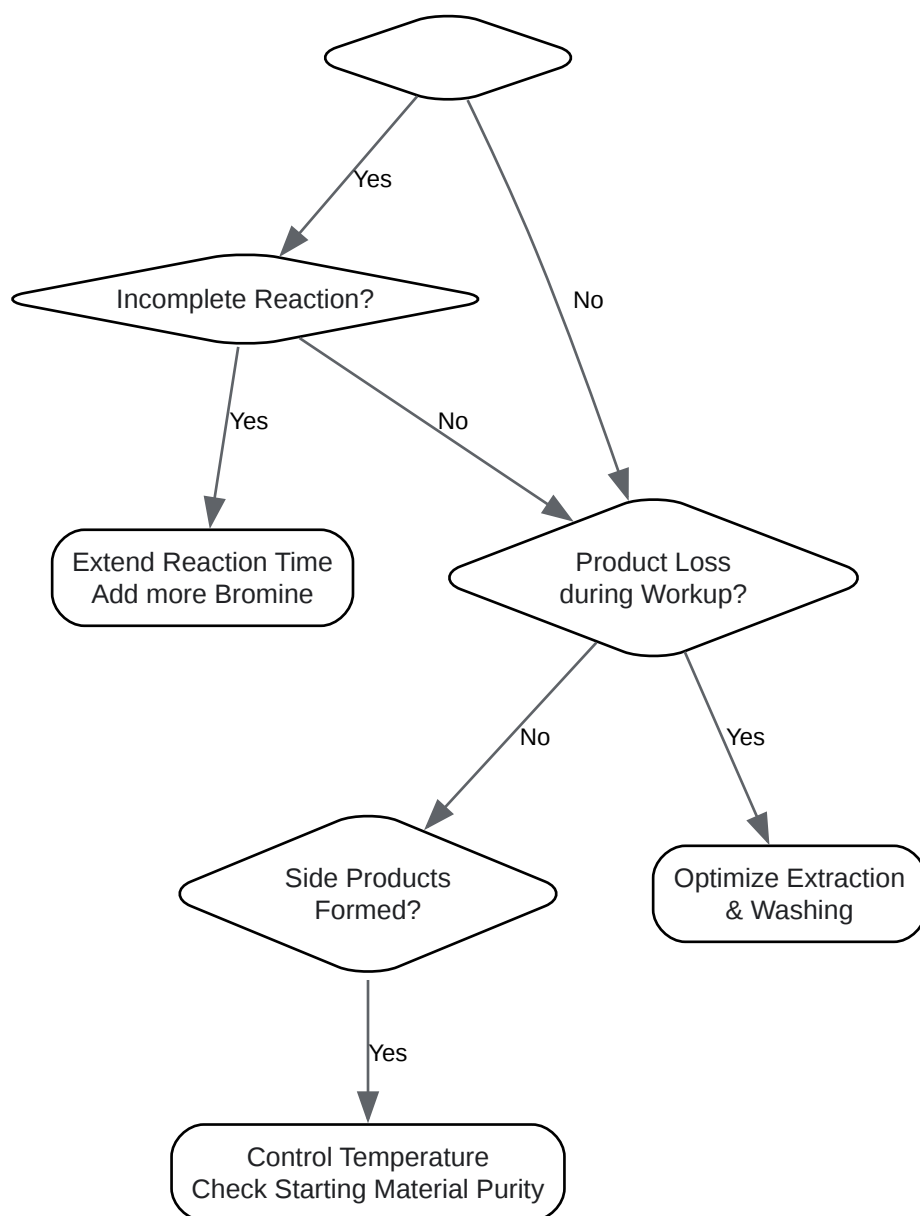 Yes
Incomplete Reaction?
No
Yes
No
Extend Reaction Time
Add more Bromine
Product Loss
during Workup?
No
Yes
Side Products
Formed?
Optimize Extraction
& Washing
Yes
Control Temperature
Check Starting Material Purity